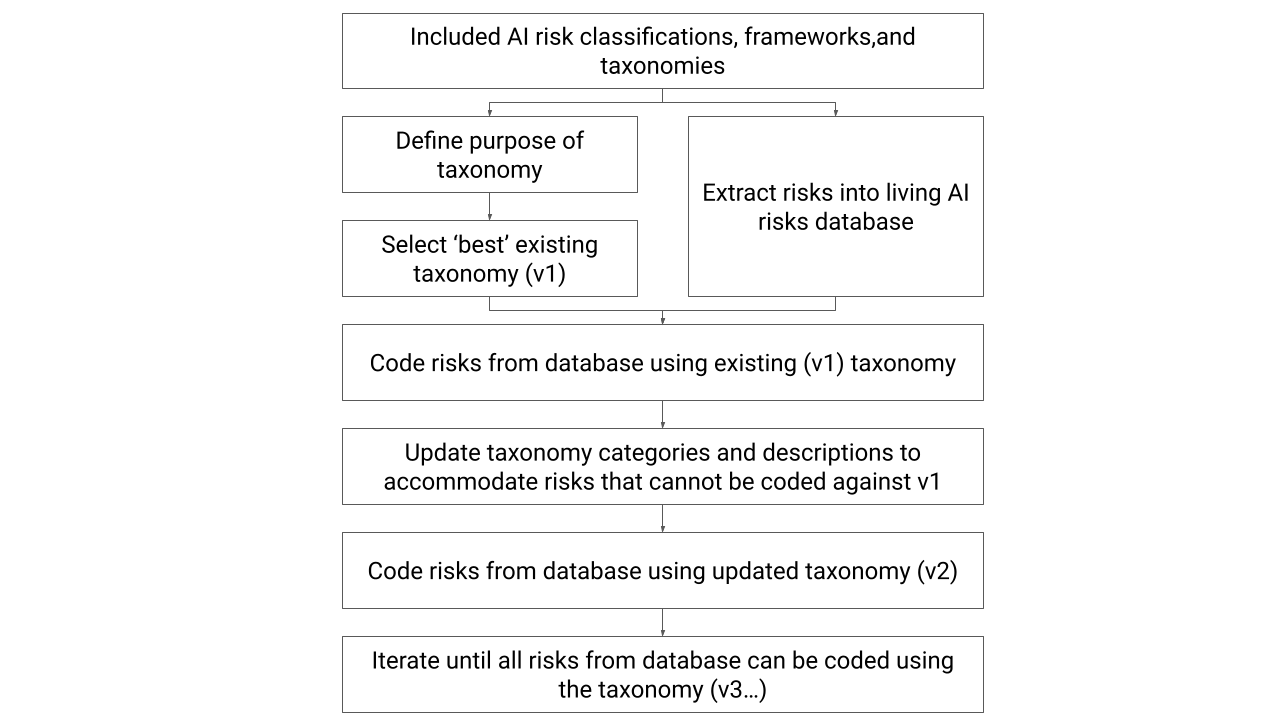 Included AI risk classifications, frameworks,and
taxonomies
Define purpose of
taxonomy
Extract risks into living AI
risks database
Select ‘best’ existing
taxonomy (v1)
Code risks from database using existing (v1) taxonomy
Update taxonomy categories and descriptions to
accommodate risks that cannot be coded against v1
Code risks from database using updated taxonomy (v2)
Iterate until all risks from database can be coded using
the taxonomy (v3…)